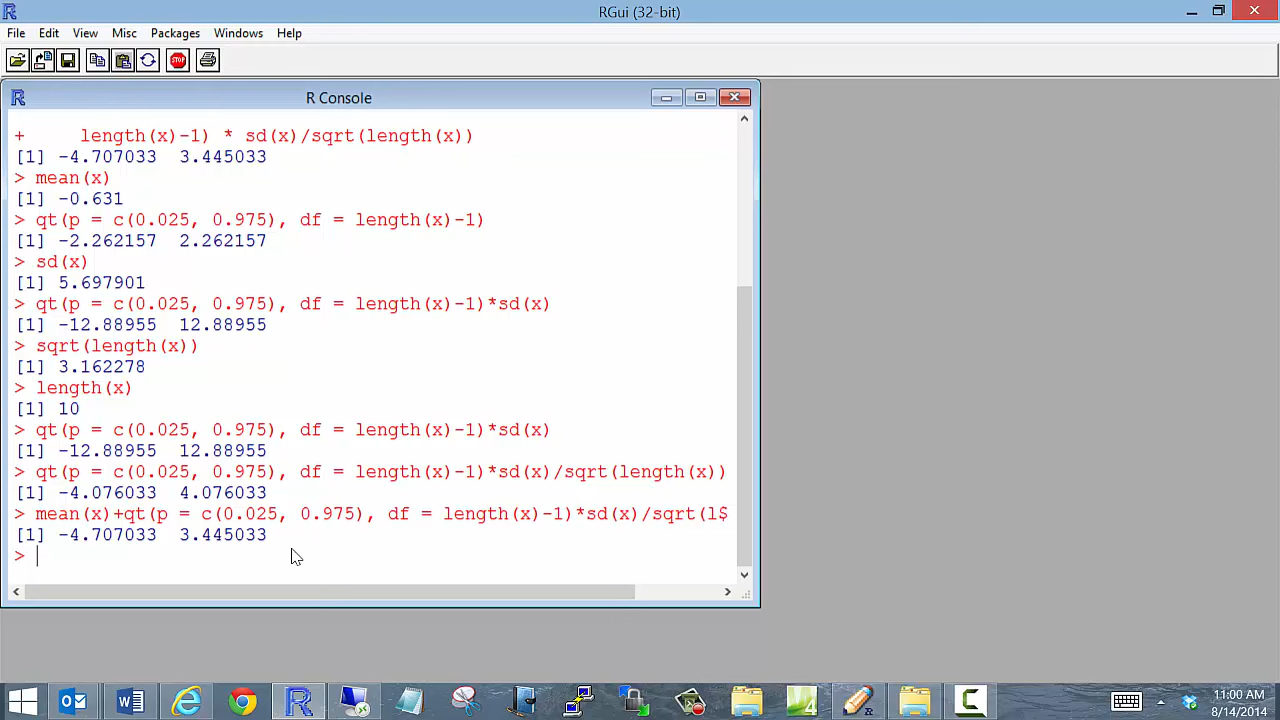 RGui (32-bit)
File Edit View Misc Packages Windows Help
STOP
R Console
+      length(x)-1) * sd(x)/sqrt(length(x))
[1] -4.707033  3.445033
> mean(x)
[1] -0.631
> qt(p = c(0.025, 0.975), df = length(x)-1)
[1] -2.262157  2.262157
> sd(x)
[1] 5.697901
> qt(p = c(0.025, 0.975), df = length(x)-1)*sd(x)
[1] -12.88955  12.88955
> sqrt(length(x))
[1] 3.162278
> length(x)
[1] 10
> qt(p = c(0.025, 0.975), df = length(x)-1)*sd(x)
[1] -12.88955  12.88955
> qt(p = c(0.025, 0.975), df = length(x)-1)*sd(x)/sqrt(length(x))
[1] -4.076033  4.076033
> mean(x)+qt(p = c(0.025, 0.975), df = length(x)-1)*sd(x)/sqrt(l$
[1] -4.707033  3.445033
>
11:00 AM
8/14/2014